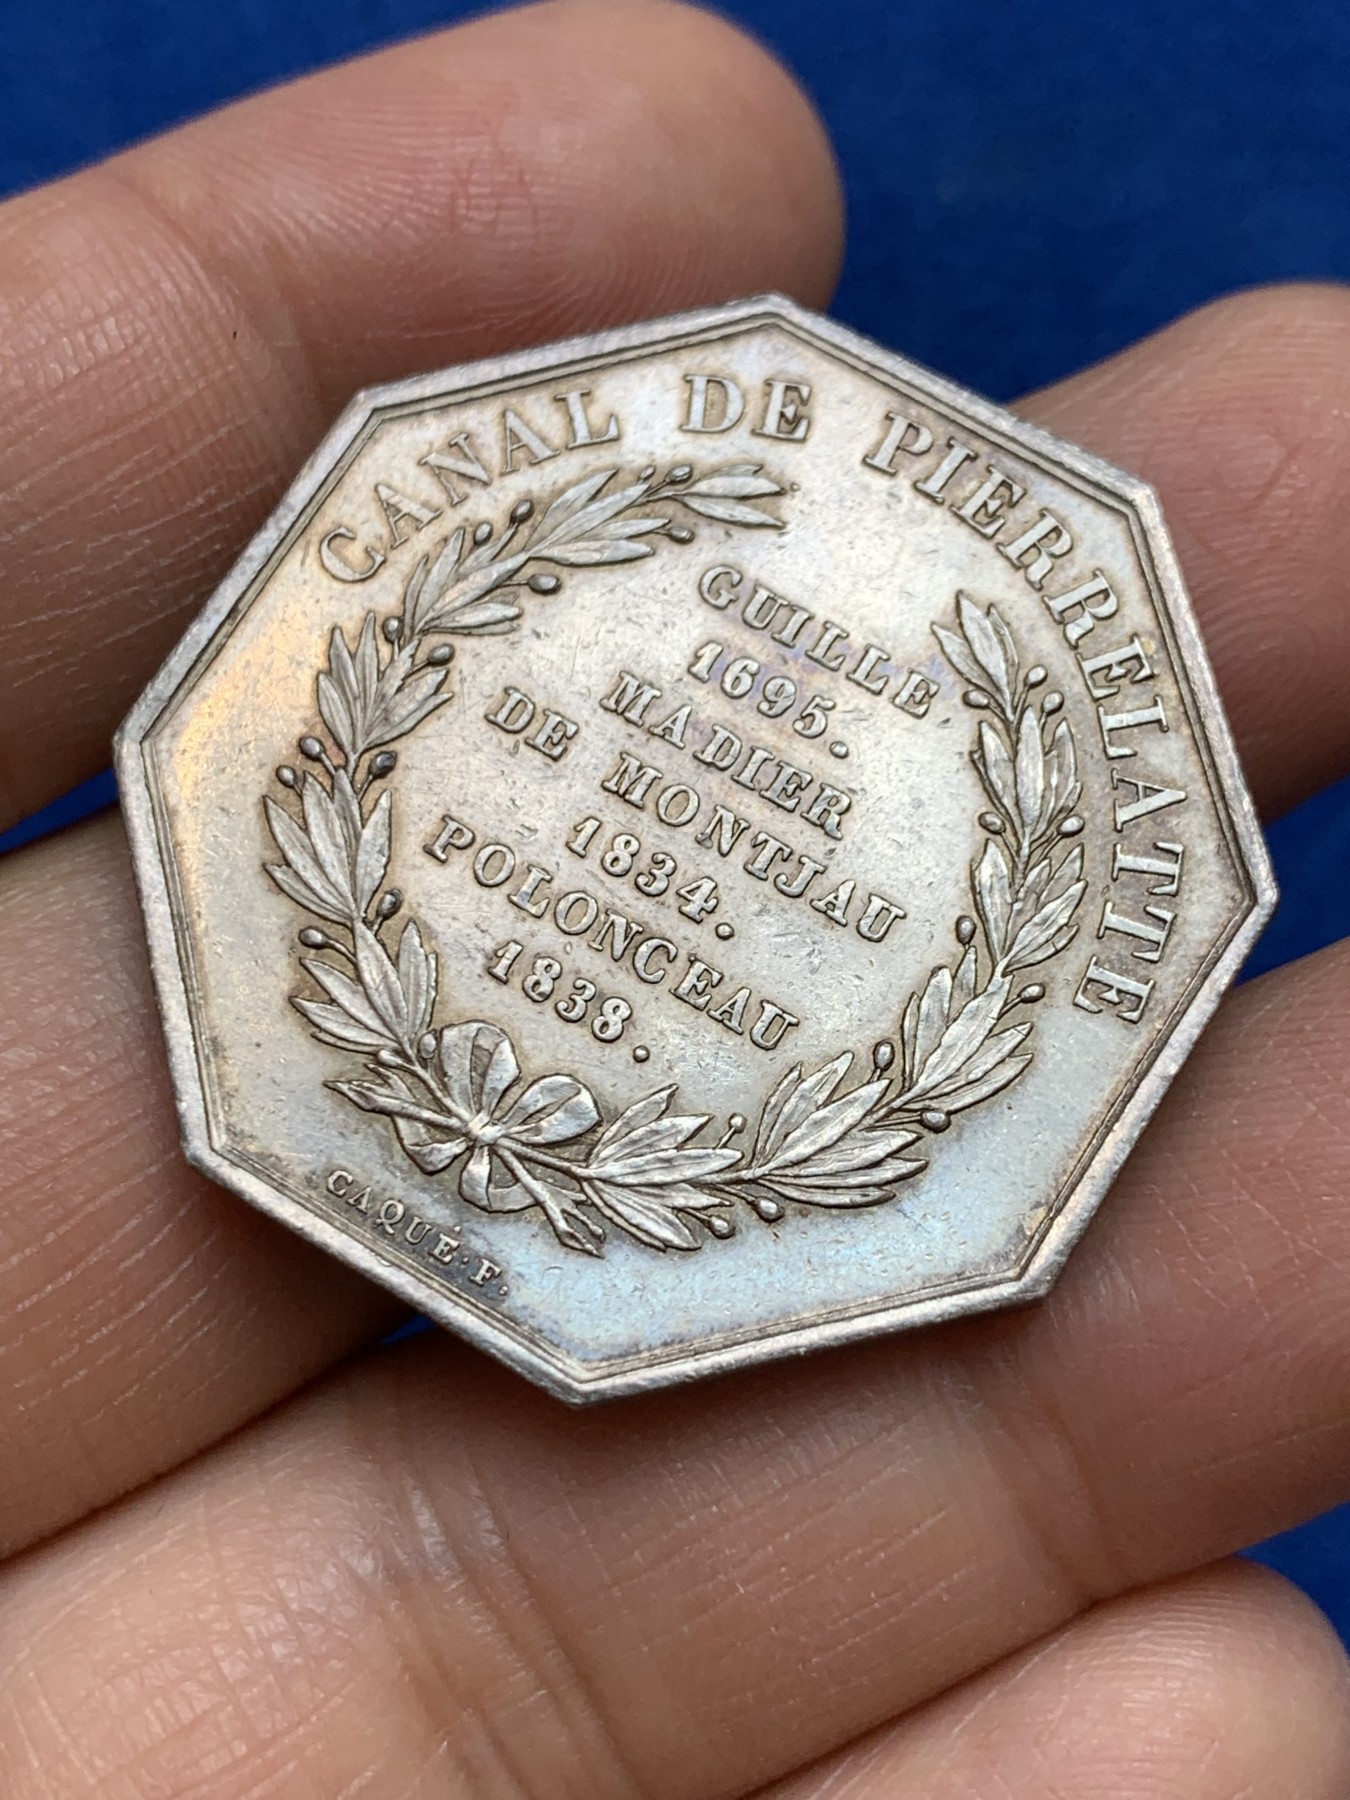 CANAL DE PIERRELATTE
GUILLE
1695.
MADIER
DE MONTJAU
1834.
POLONCEAU
1838.
CAQUÉ·F.